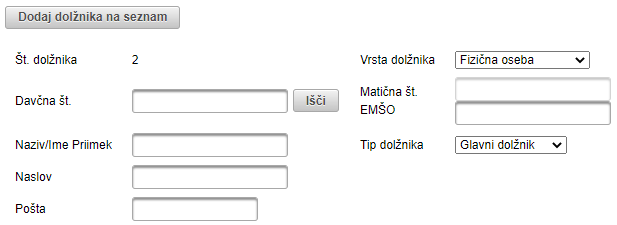 Dodaj dolžnika na seznam
Št. dolžnika 2 Vrsta dolžnika Fizična oseba
Davčna št. Išči Matična št.
EMŠO
Naziv/Ime Priimek Tip dolžnika Glavni dolžnik
Naslov
Pošta